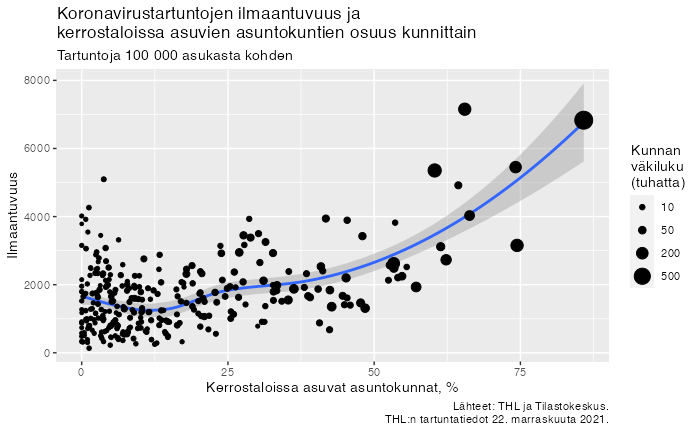 Koronavirustartuntojen ilmaantuvuus ja
kerrostaloissa asuvien asuntokuntien osuus kunnittain
Tartuntoja 100 000 asukasta kohden
8000
6000
4000
2000
0
Ilmaantuvuus
0 25 50 75
Kerrostaloissa asuvat asuntokunnat, %
Kunnan
väkiluku
(tuhatta)
10
50
200
500
Lähteet: THL ja Tilastokeskus.
THL:n tartuntatiedot 22. marraskuuta 2021.